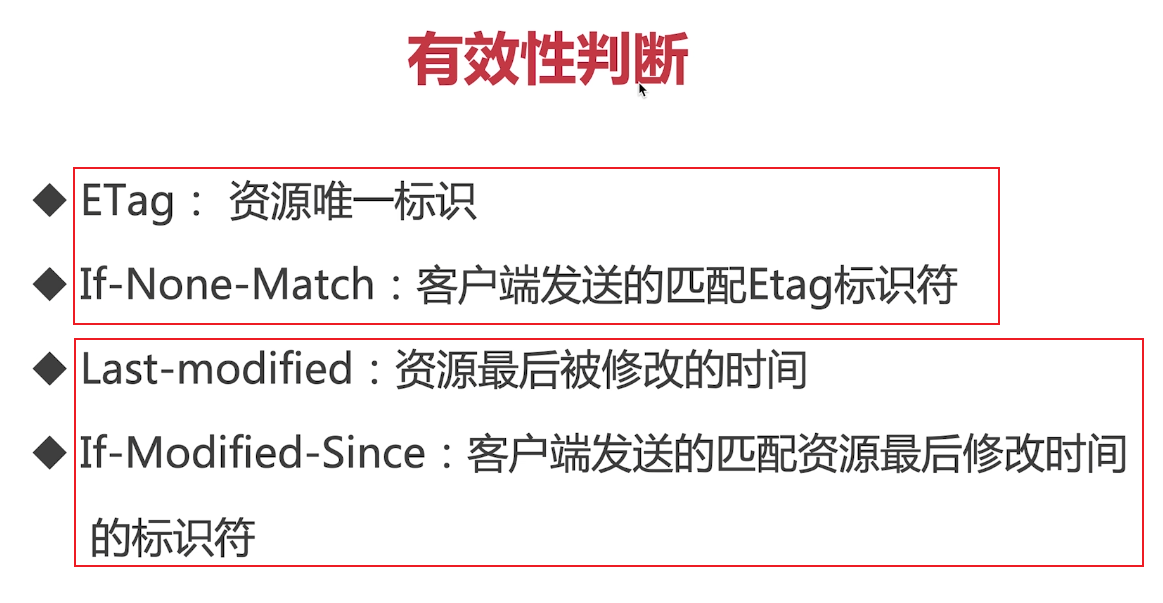 有效性判断
◆ ETag： 资源唯一标识
◆ If-None-Match：客户端发送的匹配Etag标识符
◆ Last-modified：资源最后被修改的时间
◆ If-Modified-Since：客户端发送的匹配资源最后修改时间
的标识符